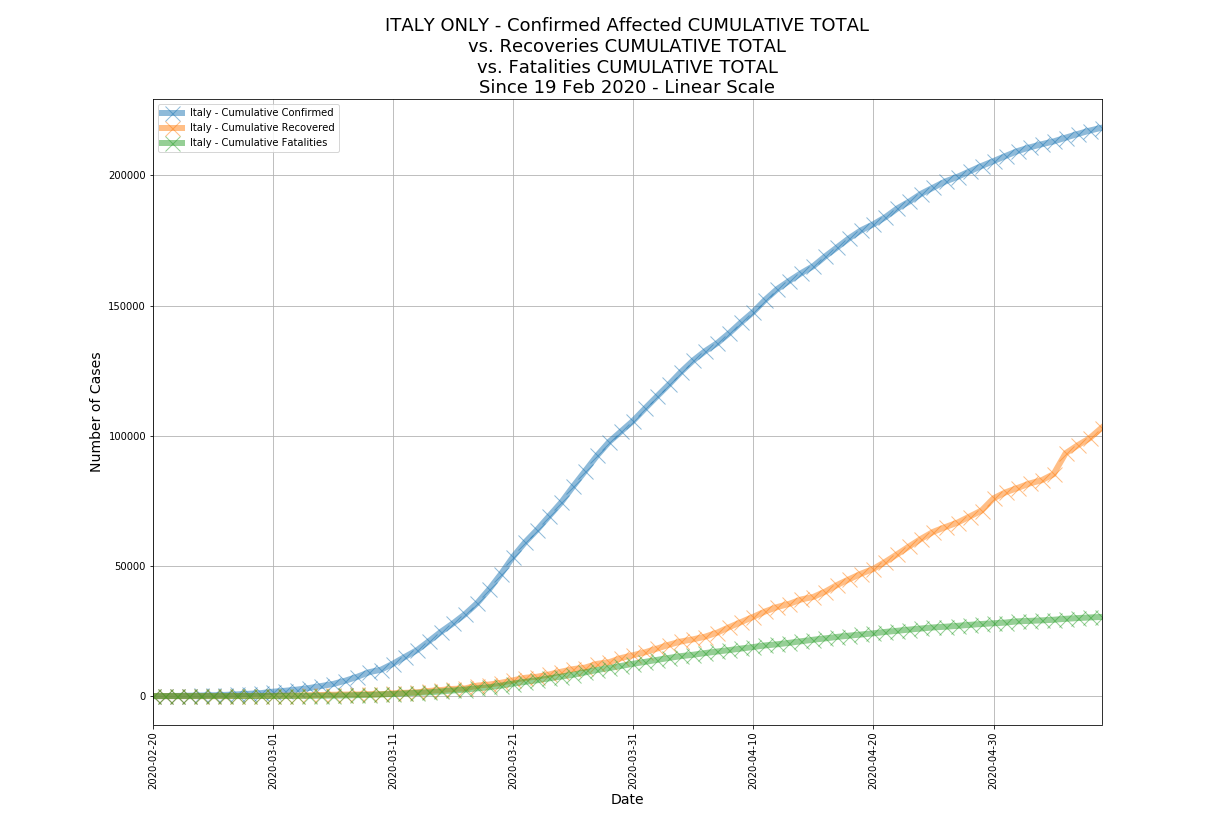 ITALY ONLY - Confirmed Affected CUMULATIVE TOTAL
vs. Recoveries CUMULATIVE TOTAL
vs. Fatalities CUMULATIVE TOTAL
Since 19 Feb 2020 - Linear Scale
Italy - Cumulative Confirmed
Italy - Cumulative Recovered
Italy - Cumulative Fatalities
200000
150000
100000
50000
0
Number of Cases
2020-02-20
2020-03-01
2020-03-11
2020-03-21
2020-03-31
2020-04-10
2020-04-20
2020-04-30
Date